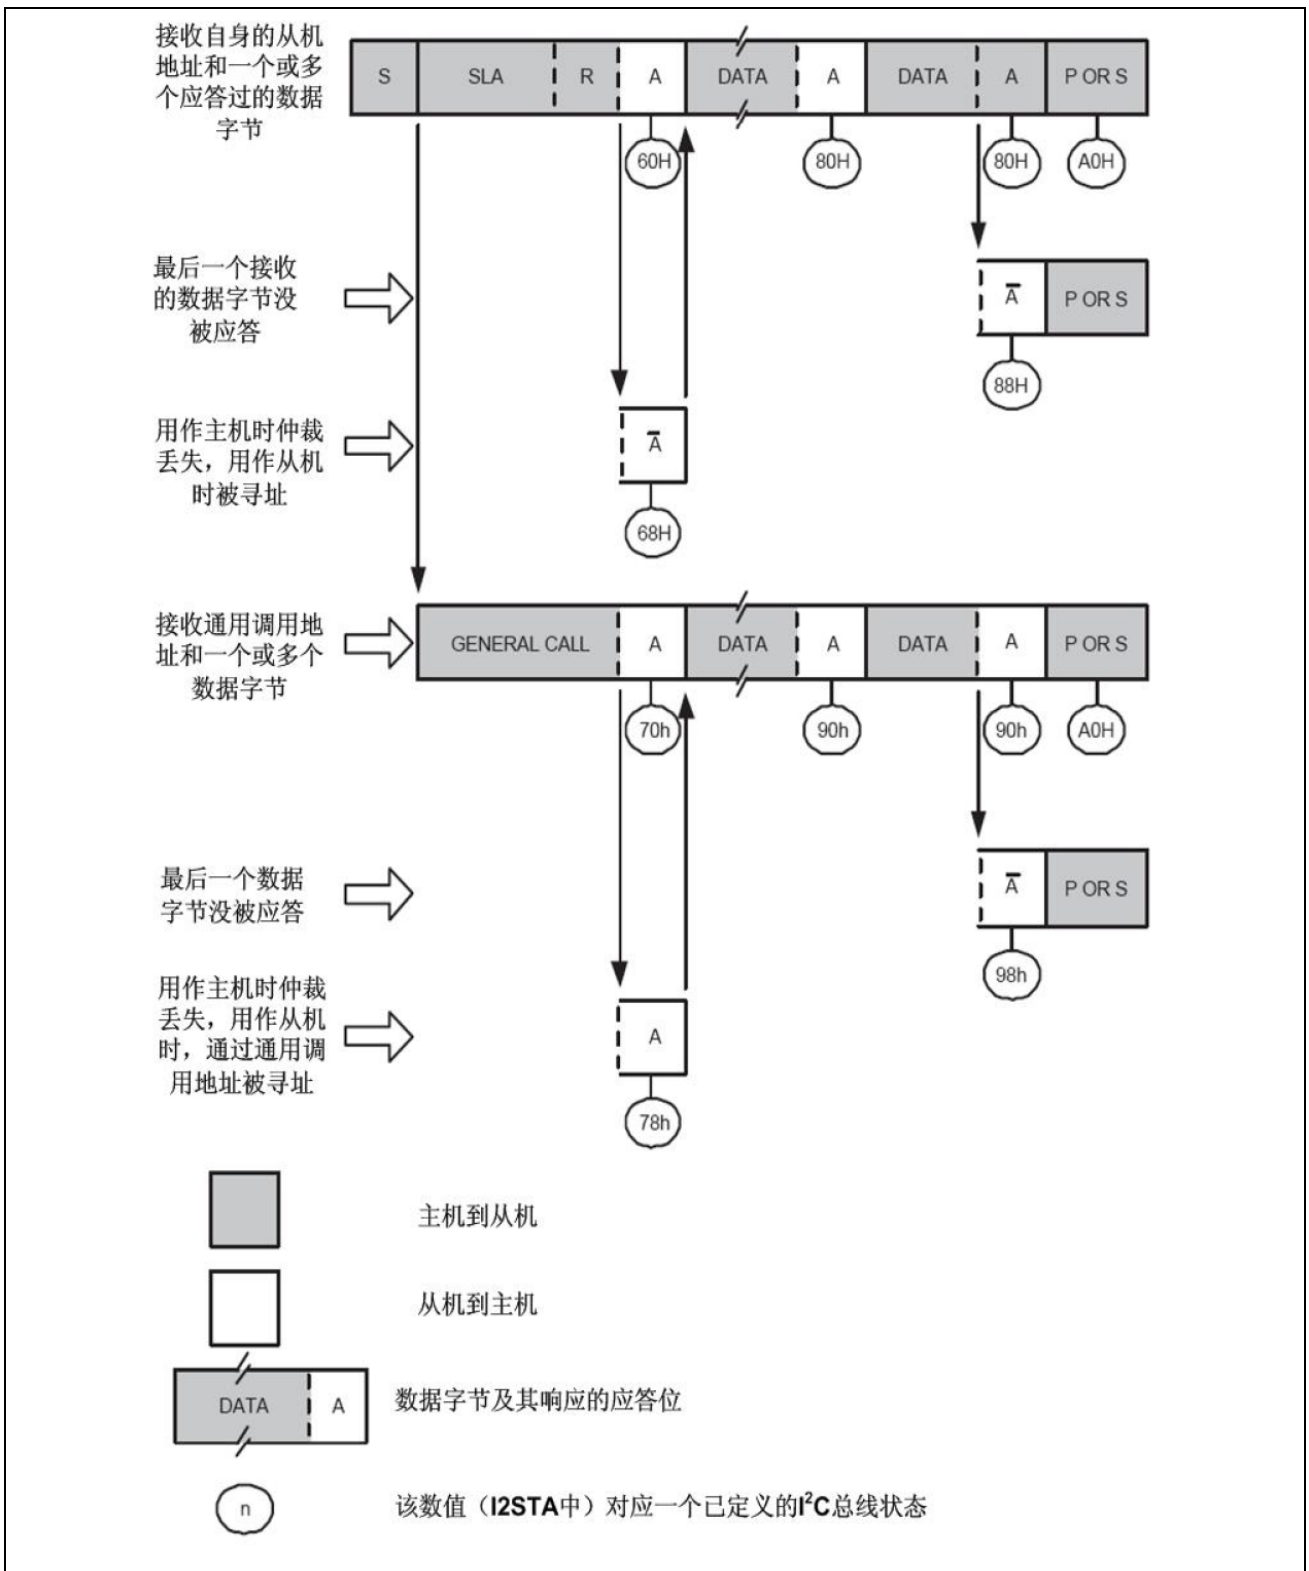 接收自身的从机
地址和一个或多
个应答过的数据
字节
S SLA R A DATA A DATA A P OR S
60H 80H 80H A0H
最后一个接收
的数据字节没
被应答
A̅ P OR S
88H
用作主机时仲裁
丢失，用作从机
时被寻址
A̅
68H
接收通用调用地
址和一个或多个
数据字节
GENERAL CALL A DATA A DATA A P OR S
70h 90h 90h A0H
最后一个数据
字节没被应答
A̅ P OR S
98h
用作主机时仲裁
丢失，用作从机
时，通过通用调
用地址被寻址
A
78h
主机到从机
从机到主机
DATA A 数据字节及其响应的应答位
n 该数值（I2STA中）对应一个已定义的I²C总线状态